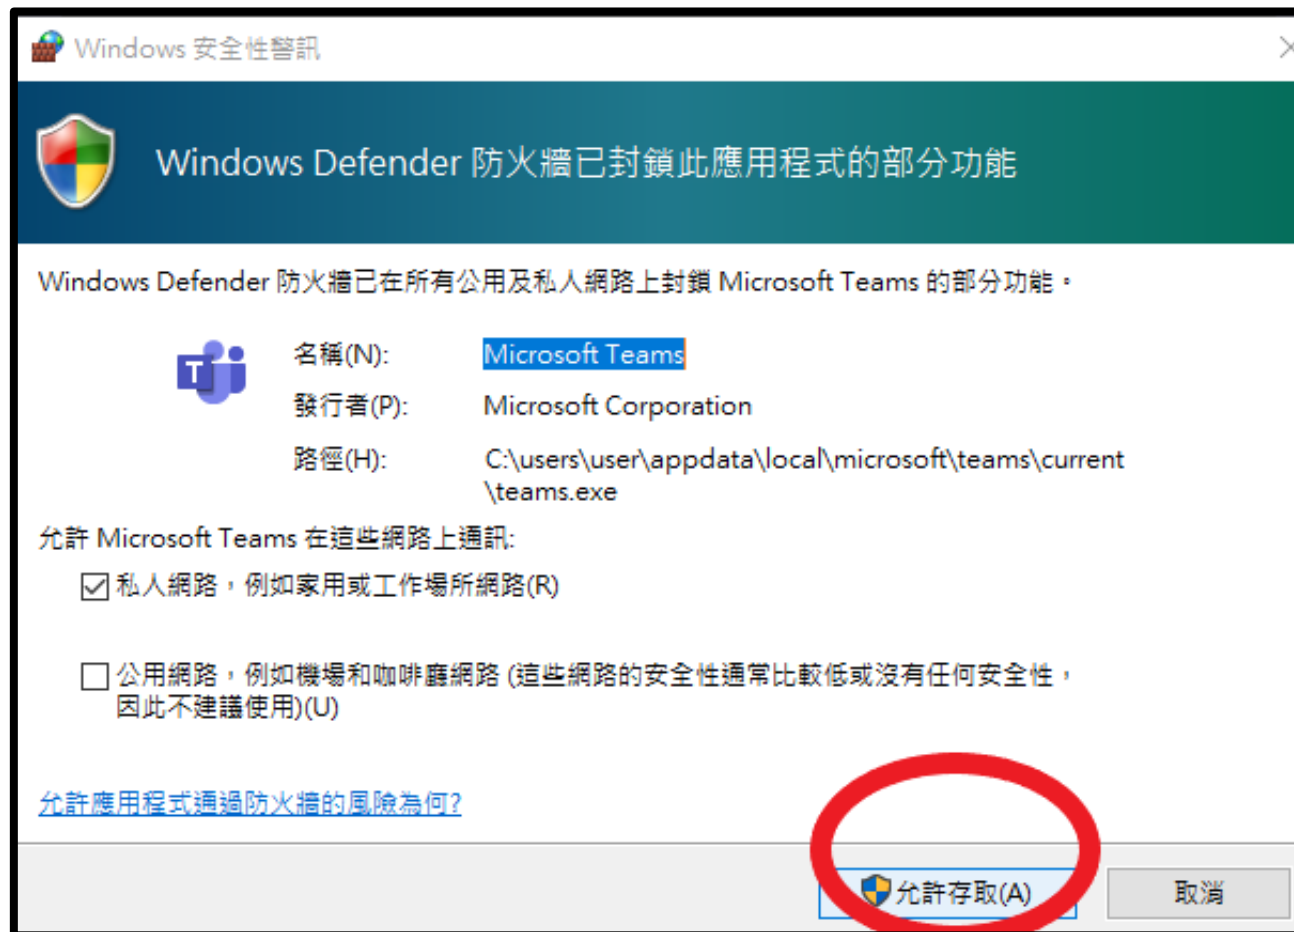 Windows 安全性警訊
Windows Defender 防火牆已封鎖此應用程式的部分功能
Windows Defender 防火牆已在所有公用及私人網路上封鎖 Microsoft Teams 的部分功能。
T
名稱(N): Microsoft Teams
發行者(P): Microsoft Corporation
路徑(H): C:\users\user\appdata\local\microsoft\teams\current
\teams.exe
允許 Microsoft Teams 在這些網路上通訊:
私人網路，例如家用或工作場所網路(R)
公用網路，例如機場和咖啡廳網路 (這些網路的安全性通常比較低或沒有任何安全性，
因此不建議使用)(U)
允許應用程式通過防火牆的風險為何?
允許存取(A)
取消